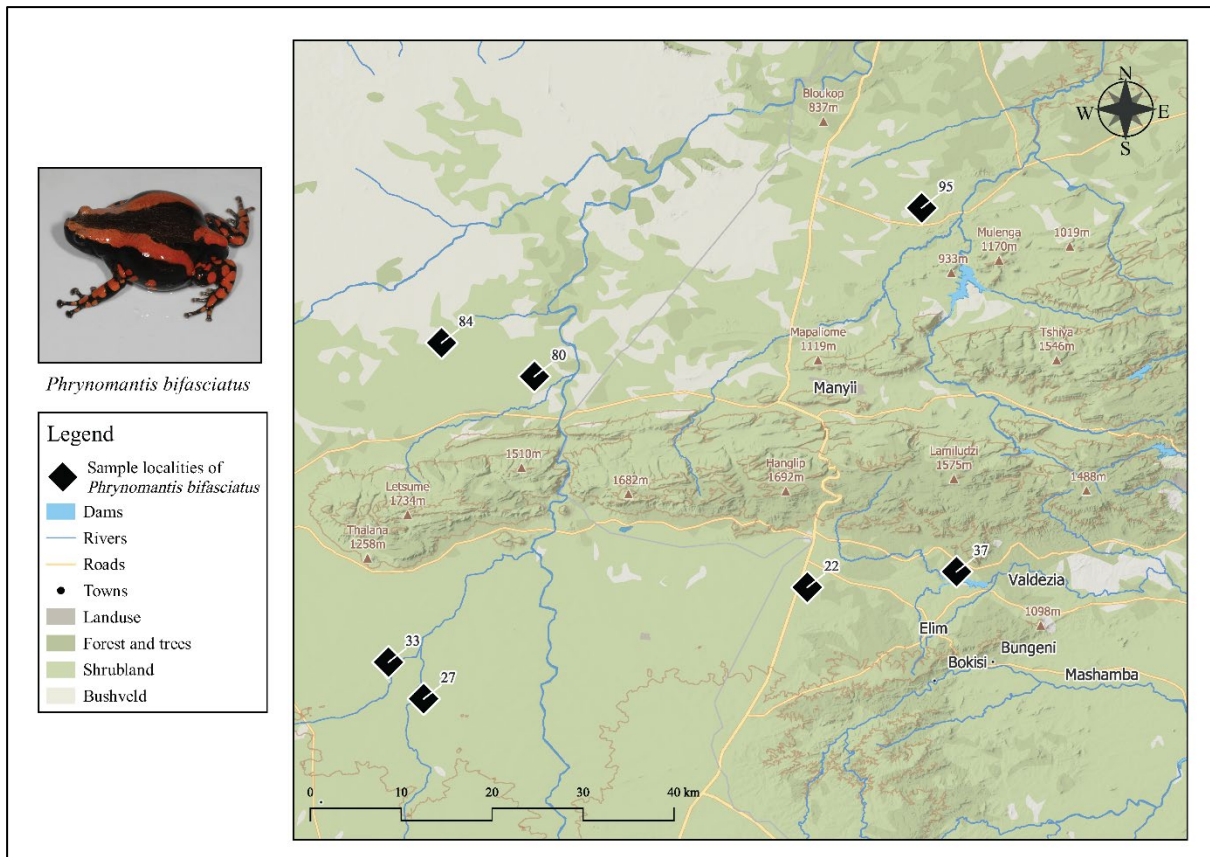 Phrynomantis bifasciatus
Legend
Sample localities of
Phrynomantis bifasciatus
Dams
Rivers
Roads
Towns
Landuse
Forest and trees
Shrubland
Bushveld
N
W E
S
Bloukop
837m
95
Mulenga
1170m
1019m
933m
84
80
Mapaliome
1119m
Tshiya
1546m
Manyii
1510m
Letsume
1734m
1682m
Hanglip
1692m
Lamiludzi
1575m
1488m
Thalana
1258m
37
22
Valdezia
1098m
Elim
Bungeni
Bokisi
Mashamba
33
27
0 10 20 30 40 km